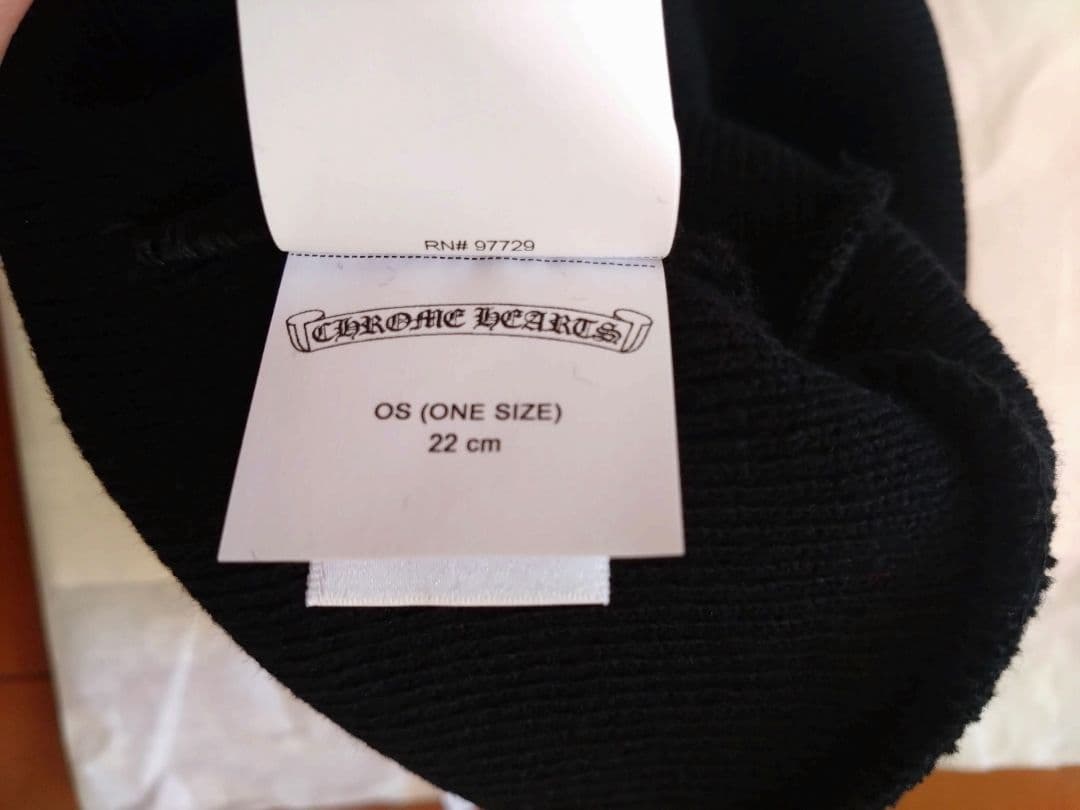 RN# 97729
CHROME HEARTS
OS (ONE SIZE)
22 cm